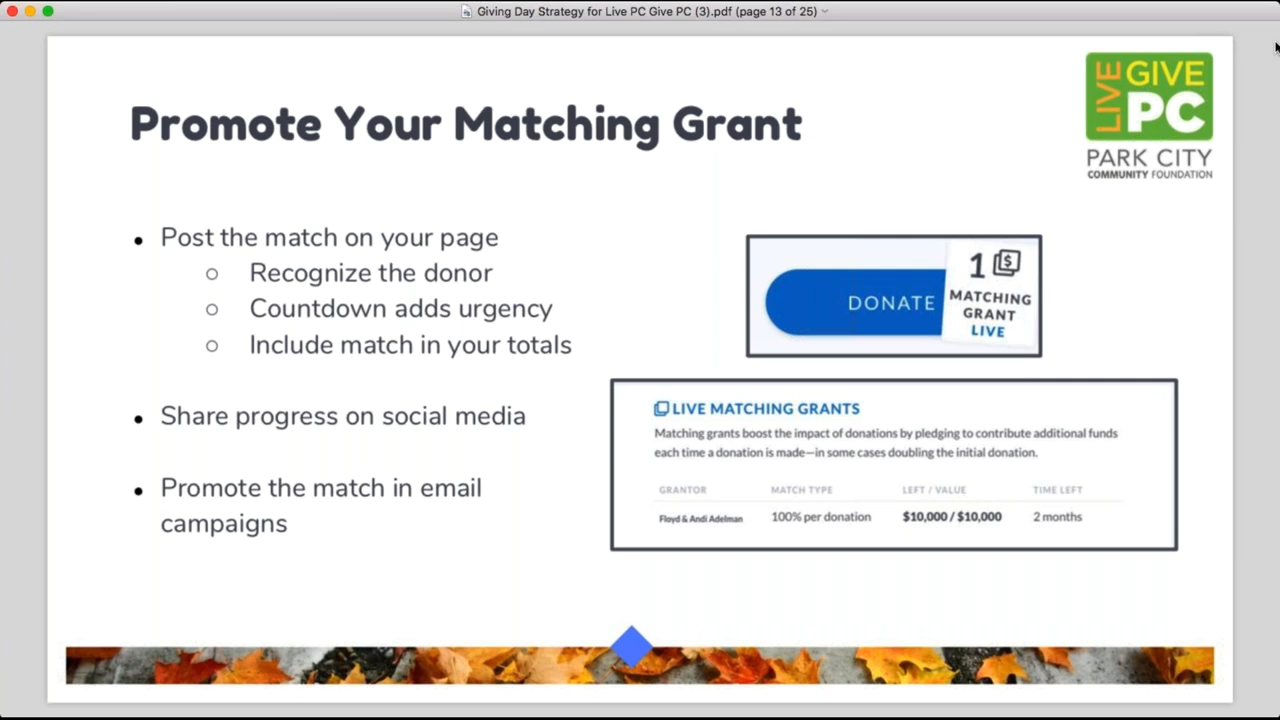 Giving Day Strategy for Live PC Give PC (3).pdf (page 13 of 25)
LIVE GIVE
PC
PARK CITY
COMMUNITY FOUNDATION
Promote Your Matching Grant
• Post the match on your page
○ Recognize the donor
○ Countdown adds urgency
○ Include match in your totals
• Share progress on social media
• Promote the match in email
campaigns
DONATE
1
MATCHING
GRANT
LIVE
LIVE MATCHING GRANTS
Matching grants boost the impact of donations by pledging to contribute additional funds
each time a donation is made—in some cases doubling the initial donation.
GRANTOR MATCH TYPE LEFT / VALUE TIME LEFT
Floyd & Andi Adelman 100% per donation $10,000 / $10,000 2 months